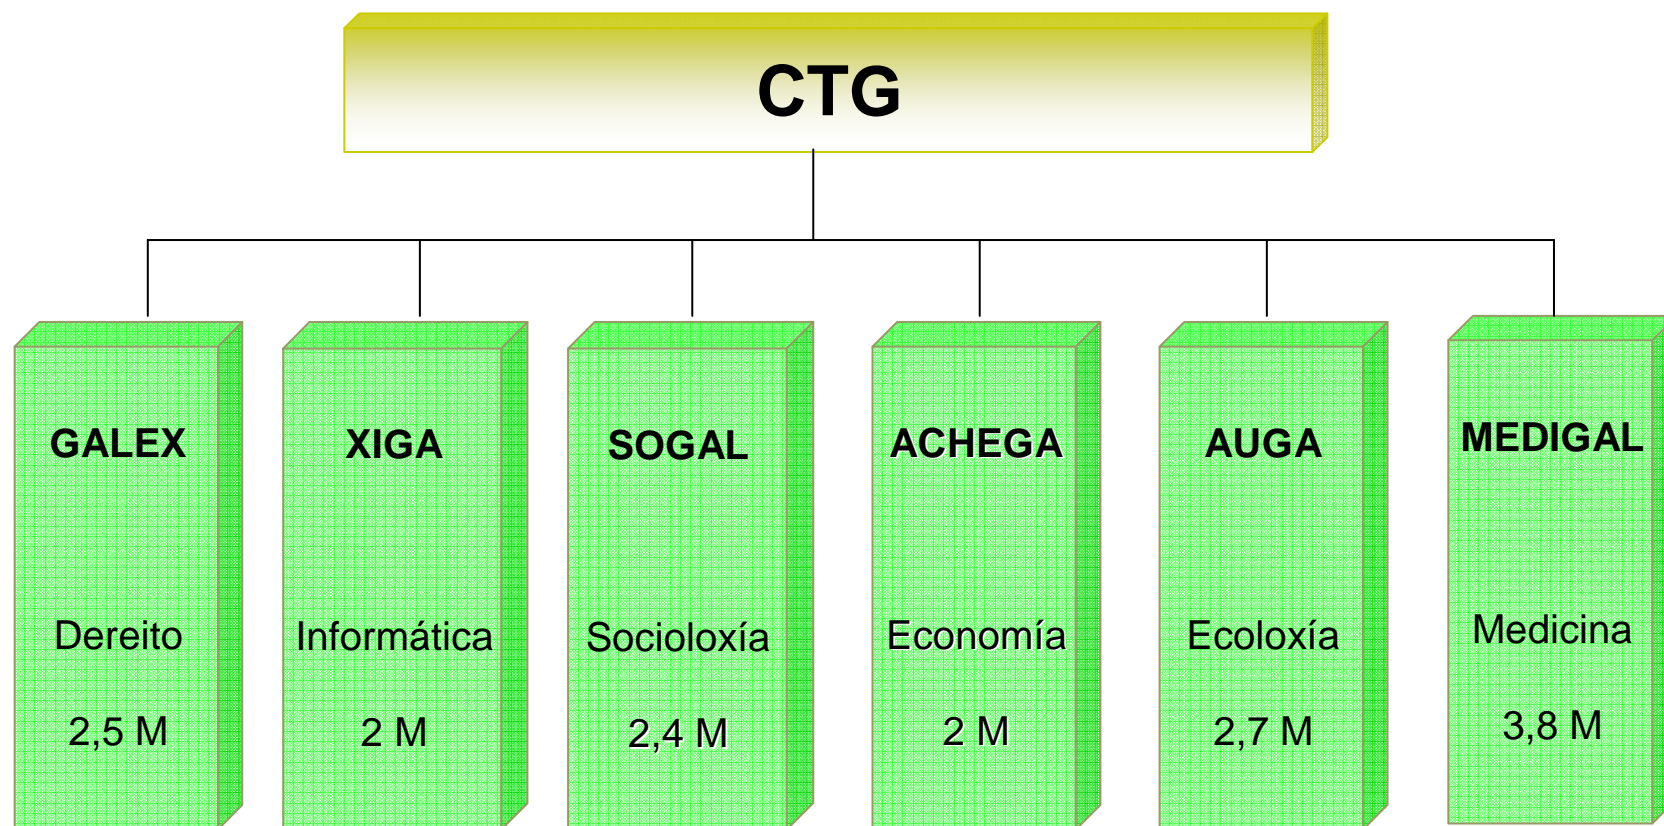 CTG
GALEX
Dereito
2,5 M
XIGA
Informática
2 M
SOGAL
Socioloxía
2,4 M
ACHEGA
Economía
2 M
AUGA
Ecoloxía
2,7 M
MEDIGAL
Medicina
3,8 M